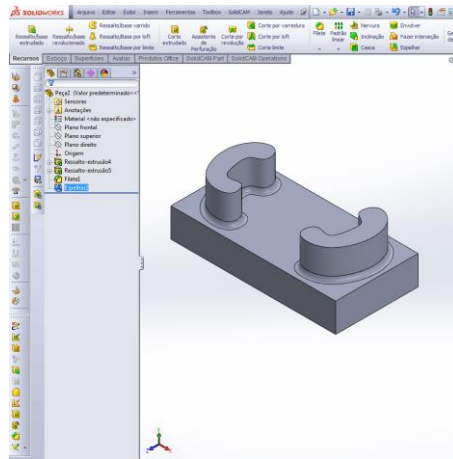 SOLIDWORKS Arquivo Editar Exibir Inserir Ferramentas Toolbox SolidCAM Janela Ajuda
Ressalto/base extrudado
Ressalto/base revolucionado
Ressalto/base varrido
Ressalto/base por loft
Ressalto/base por limite
Corte extrudado
Assistente de Perfuração
Corte por revolução
Corte por varredura
Corte por loft
Corte limite
Filete
Padrão linear
Nervura
Inclinação
Casca
Envolver
Fazer interseção
Espelhar
Recursos Esboço Superfícies Avaliar Produtos Office SolidCAM Part SolidCAM Operations
Peça2 (Valor predeterminado<<
Sensores
Anotações
Material <não especificado>
Plano frontal
Plano superior
Plano direito
Origem
Ressalto-extrusão4
Ressalto-extrusão5
Filete1
Espelhar1